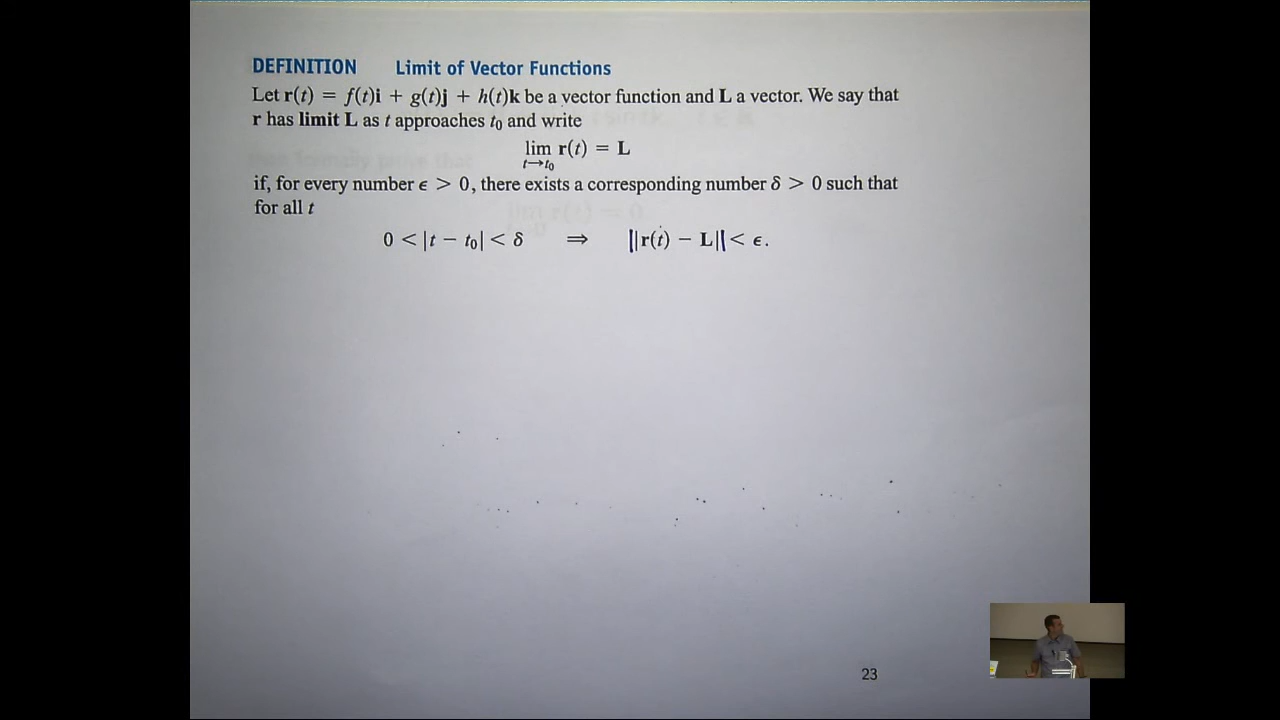 DEFINITION Limit of Vector Functions
Let r(t) = f(t)i + g(t)j + h(t)k be a vector function and L a vector. We say that
r has limit L as t approaches t₀ and write
lim r(t) = L
t→t₀
if, for every number ϵ > 0, there exists a corresponding number δ > 0 such that
for all t
0 < |t − t₀| < δ ⇒ ||r(t) − L|| < ϵ.
23